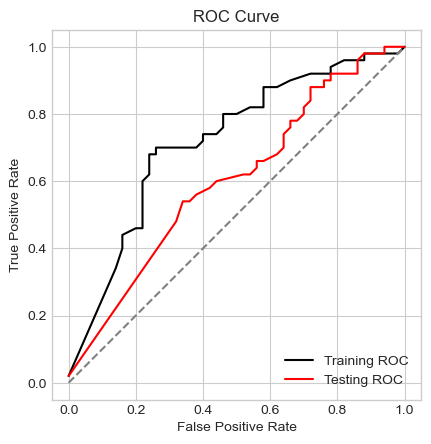 ROC Curve
True Positive Rate
1.0
0.8
0.6
0.4
0.2
0.0
0.0 0.2 0.4 0.6 0.8 1.0
False Positive Rate
Training ROC
Testing ROC